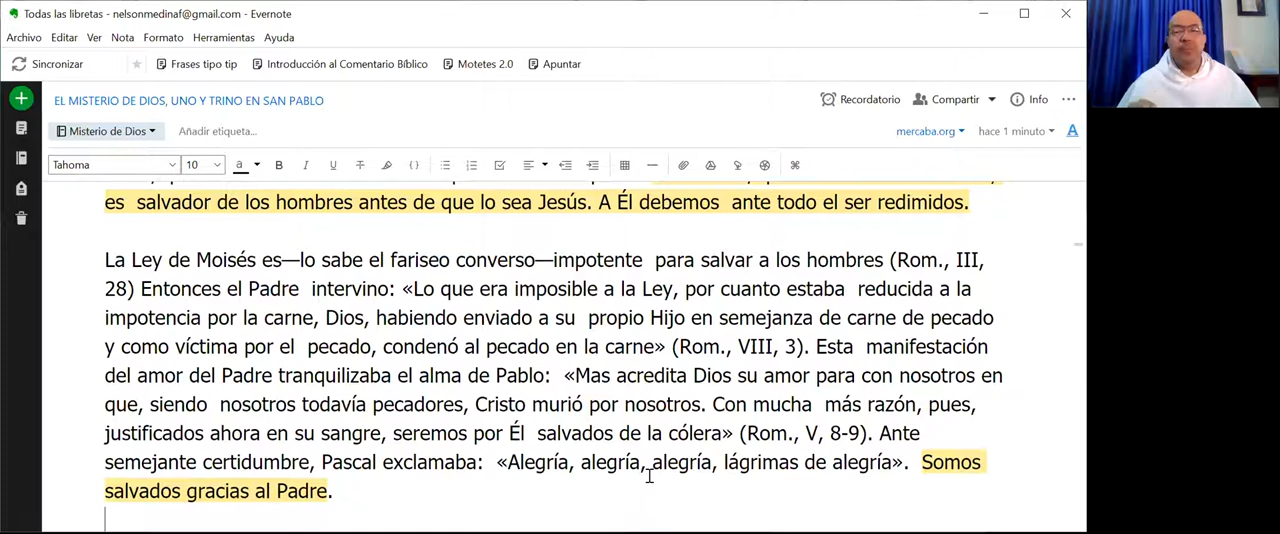 Todas las libretas - nelsonmedinaf@gmail.com - Evernote
Archivo Editar Ver Nota Formato Herramientas Ayuda
Sincronizar Frases tipo tip Introducción al Comentario Bíblico Motetes 2.0 Apuntar
EL MISTERIO DE DIOS, UNO Y TRINO EN SAN PABLO Recordatorio Compartir Info
Misterio de Dios Añadir etiqueta... mercaba.org hace 1 minuto A
Tahoma 10 a B I U T
es salvador de los hombres antes de que lo sea Jesús. A Él debemos ante todo el ser redimidos.
La Ley de Moisés es—lo sabe el fariseo converso—impotente para salvar a los hombres (Rom., III,
28) Entonces el Padre intervino: «Lo que era imposible a la Ley, por cuanto estaba reducida a la
impotencia por la carne, Dios, habiendo enviado a su propio Hijo en semejanza de carne de pecado
y como víctima por el pecado, condenó al pecado en la carne» (Rom., VIII, 3). Esta manifestación
del amor del Padre tranquilizaba el alma de Pablo: «Mas acredita Dios su amor para con nosotros en
que, siendo nosotros todavía pecadores, Cristo murió por nosotros. Con mucha más razón, pues,
justificados ahora en su sangre, seremos por Él salvados de la cólera» (Rom., V, 8-9). Ante
semejante certidumbre, Pascal exclamaba: «Alegría, alegría, alegría, lágrimas de alegría». Somos
salvados gracias al Padre.